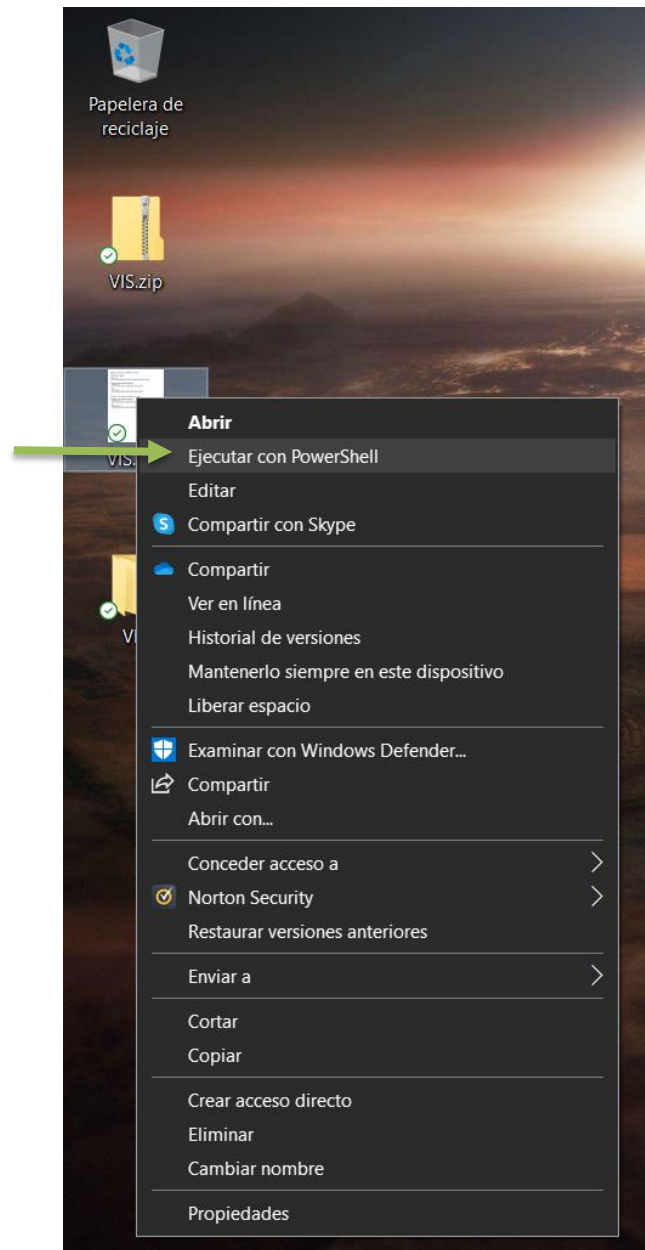 Papelera de
reciclaje
VIS.zip
VIS.
VI
Abrir
Ejecutar con PowerShell
Editar
Compartir con Skype
Compartir
Ver en línea
Historial de versiones
Mantenerlo siempre en este dispositivo
Liberar espacio
Examinar con Windows Defender...
Compartir
Abrir con...
Conceder acceso a
Norton Security
Restaurar versiones anteriores
Enviar a
Cortar
Copiar
Crear acceso directo
Eliminar
Cambiar nombre
Propiedades